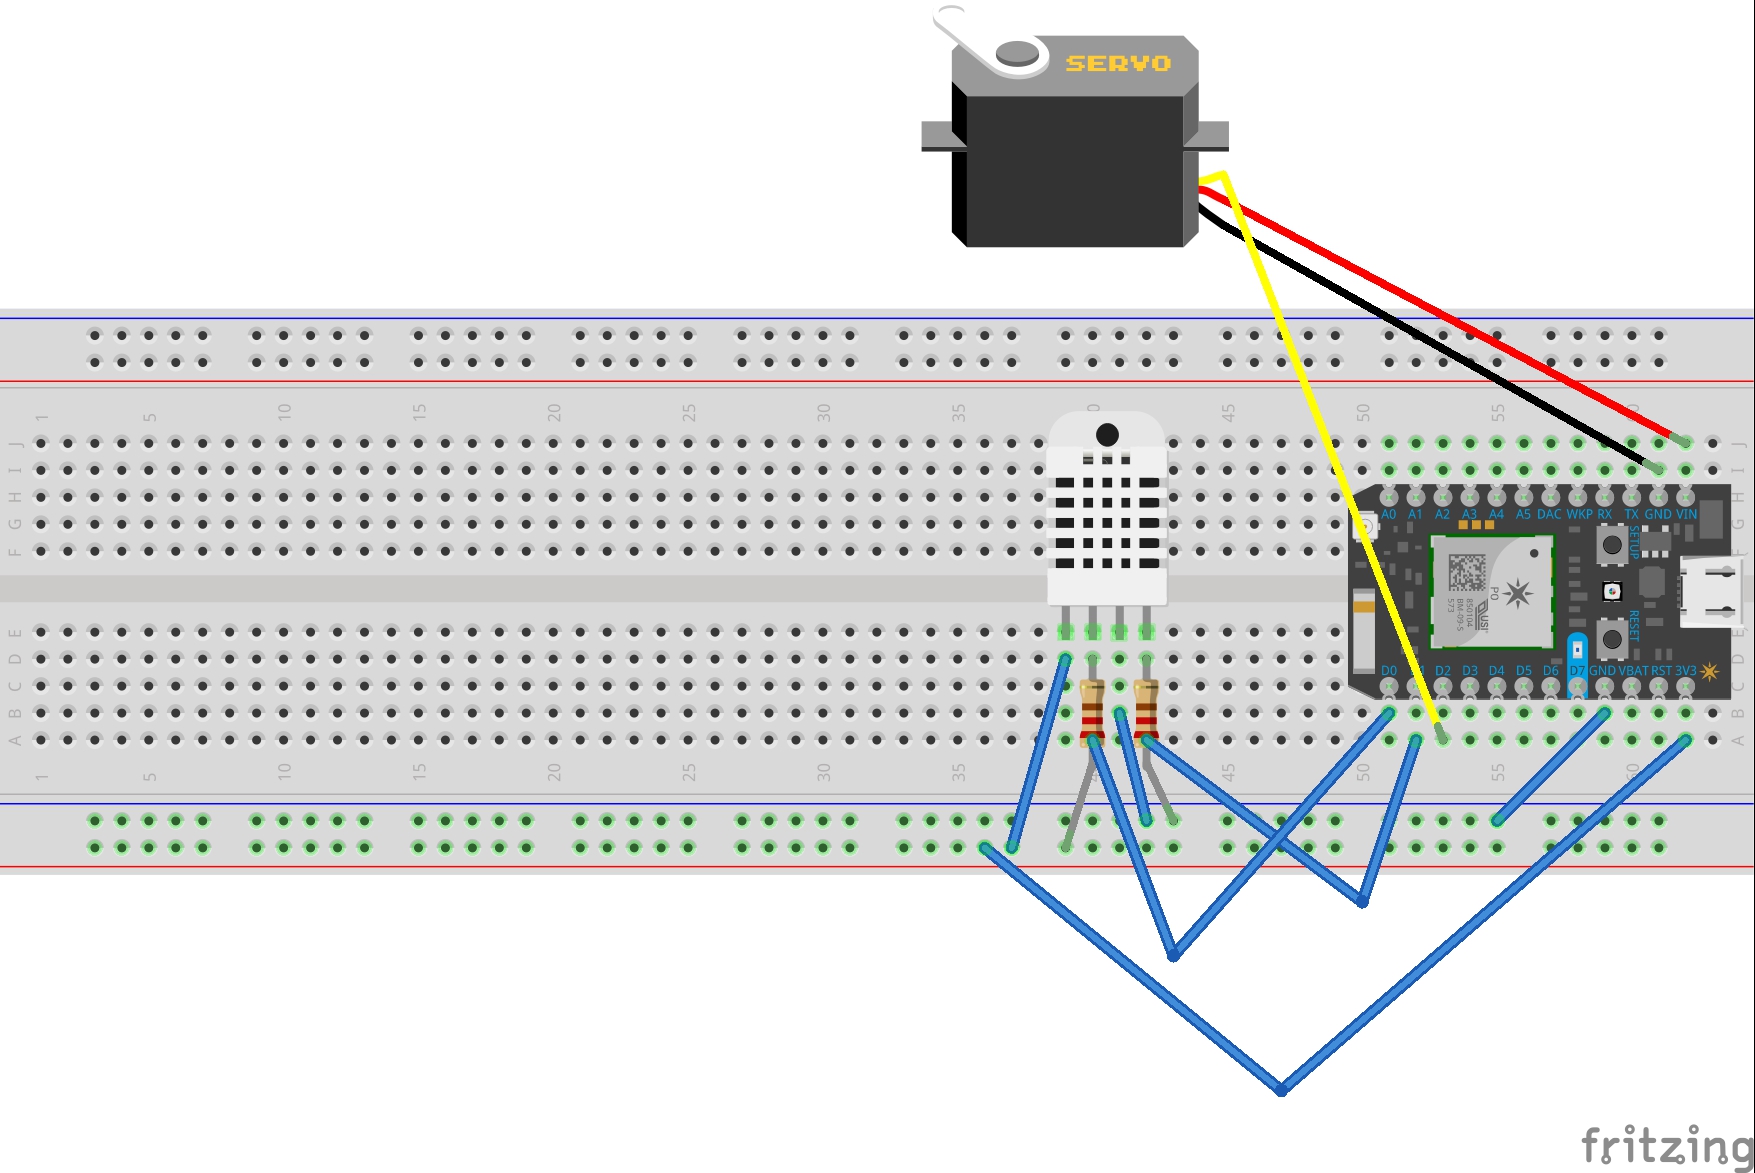 SERVO
1 5 10 15 20 25 30 35 45 50 55
J J
I I
H H
G G
F
A0 A1 A2 A3 A4 A5 DAC WKP RX TX GND VIN
SETUP
P0
RESET
E
D D
C C
B B
A A
D0 D2 D3 D4 D5 D6 D7 GND VBAT RST 3V3
1 5 10 15 20 25 30 35 45 50 55
fritzing